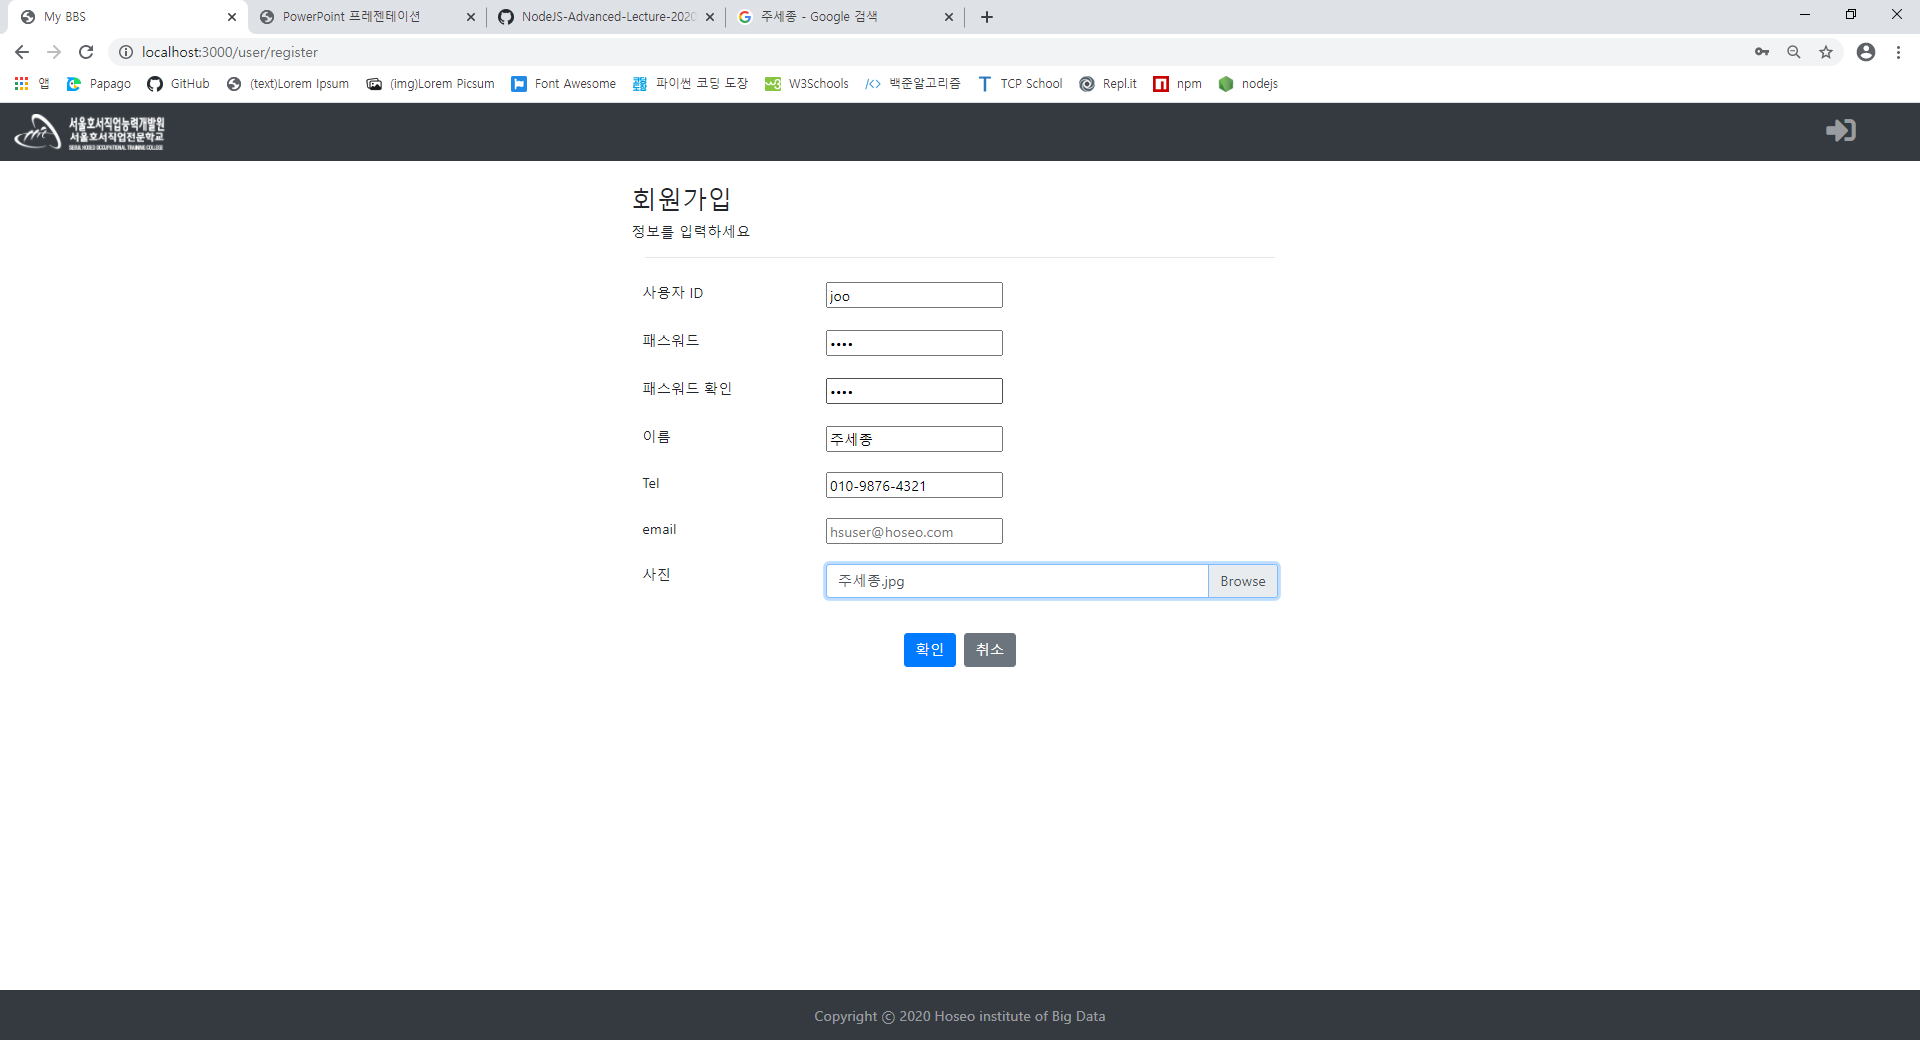 My BBS
PowerPoint 프레젠테이션
NodeJS-Advanced-Lecture-2020
주세종 - Google 검색
localhost:3000/user/register
앱 Papago GitHub (text)Lorem Ipsum (img)Lorem Picsum Font Awesome 파이썬 코딩 도장 W3Schools 백준알고리즘 TCP School Repl.it npm nodejs
서울호서직업능력개발원
서울호서직업전문학교
SEOUL HOSEO OCCUPATIONAL TRAINING COLLEGE
회원가입
정보를 입력하세요
사용자 ID joo
패스워드 ••••
패스워드 확인 ••••
이름 주세종
Tel 010-9876-4321
email hsuser@hoseo.com
사진 주세종.jpg Browse
확인 취소
Copyright ⓒ 2020 Hoseo institute of Big Data